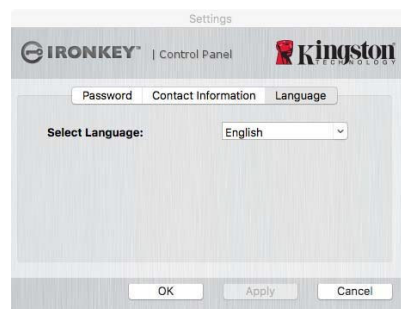 Settings
IRONKEY™ | Control Panel
Kingston
TECHNOLOGY
Password Contact Information Language
Select Language: English
OK Apply Cancel